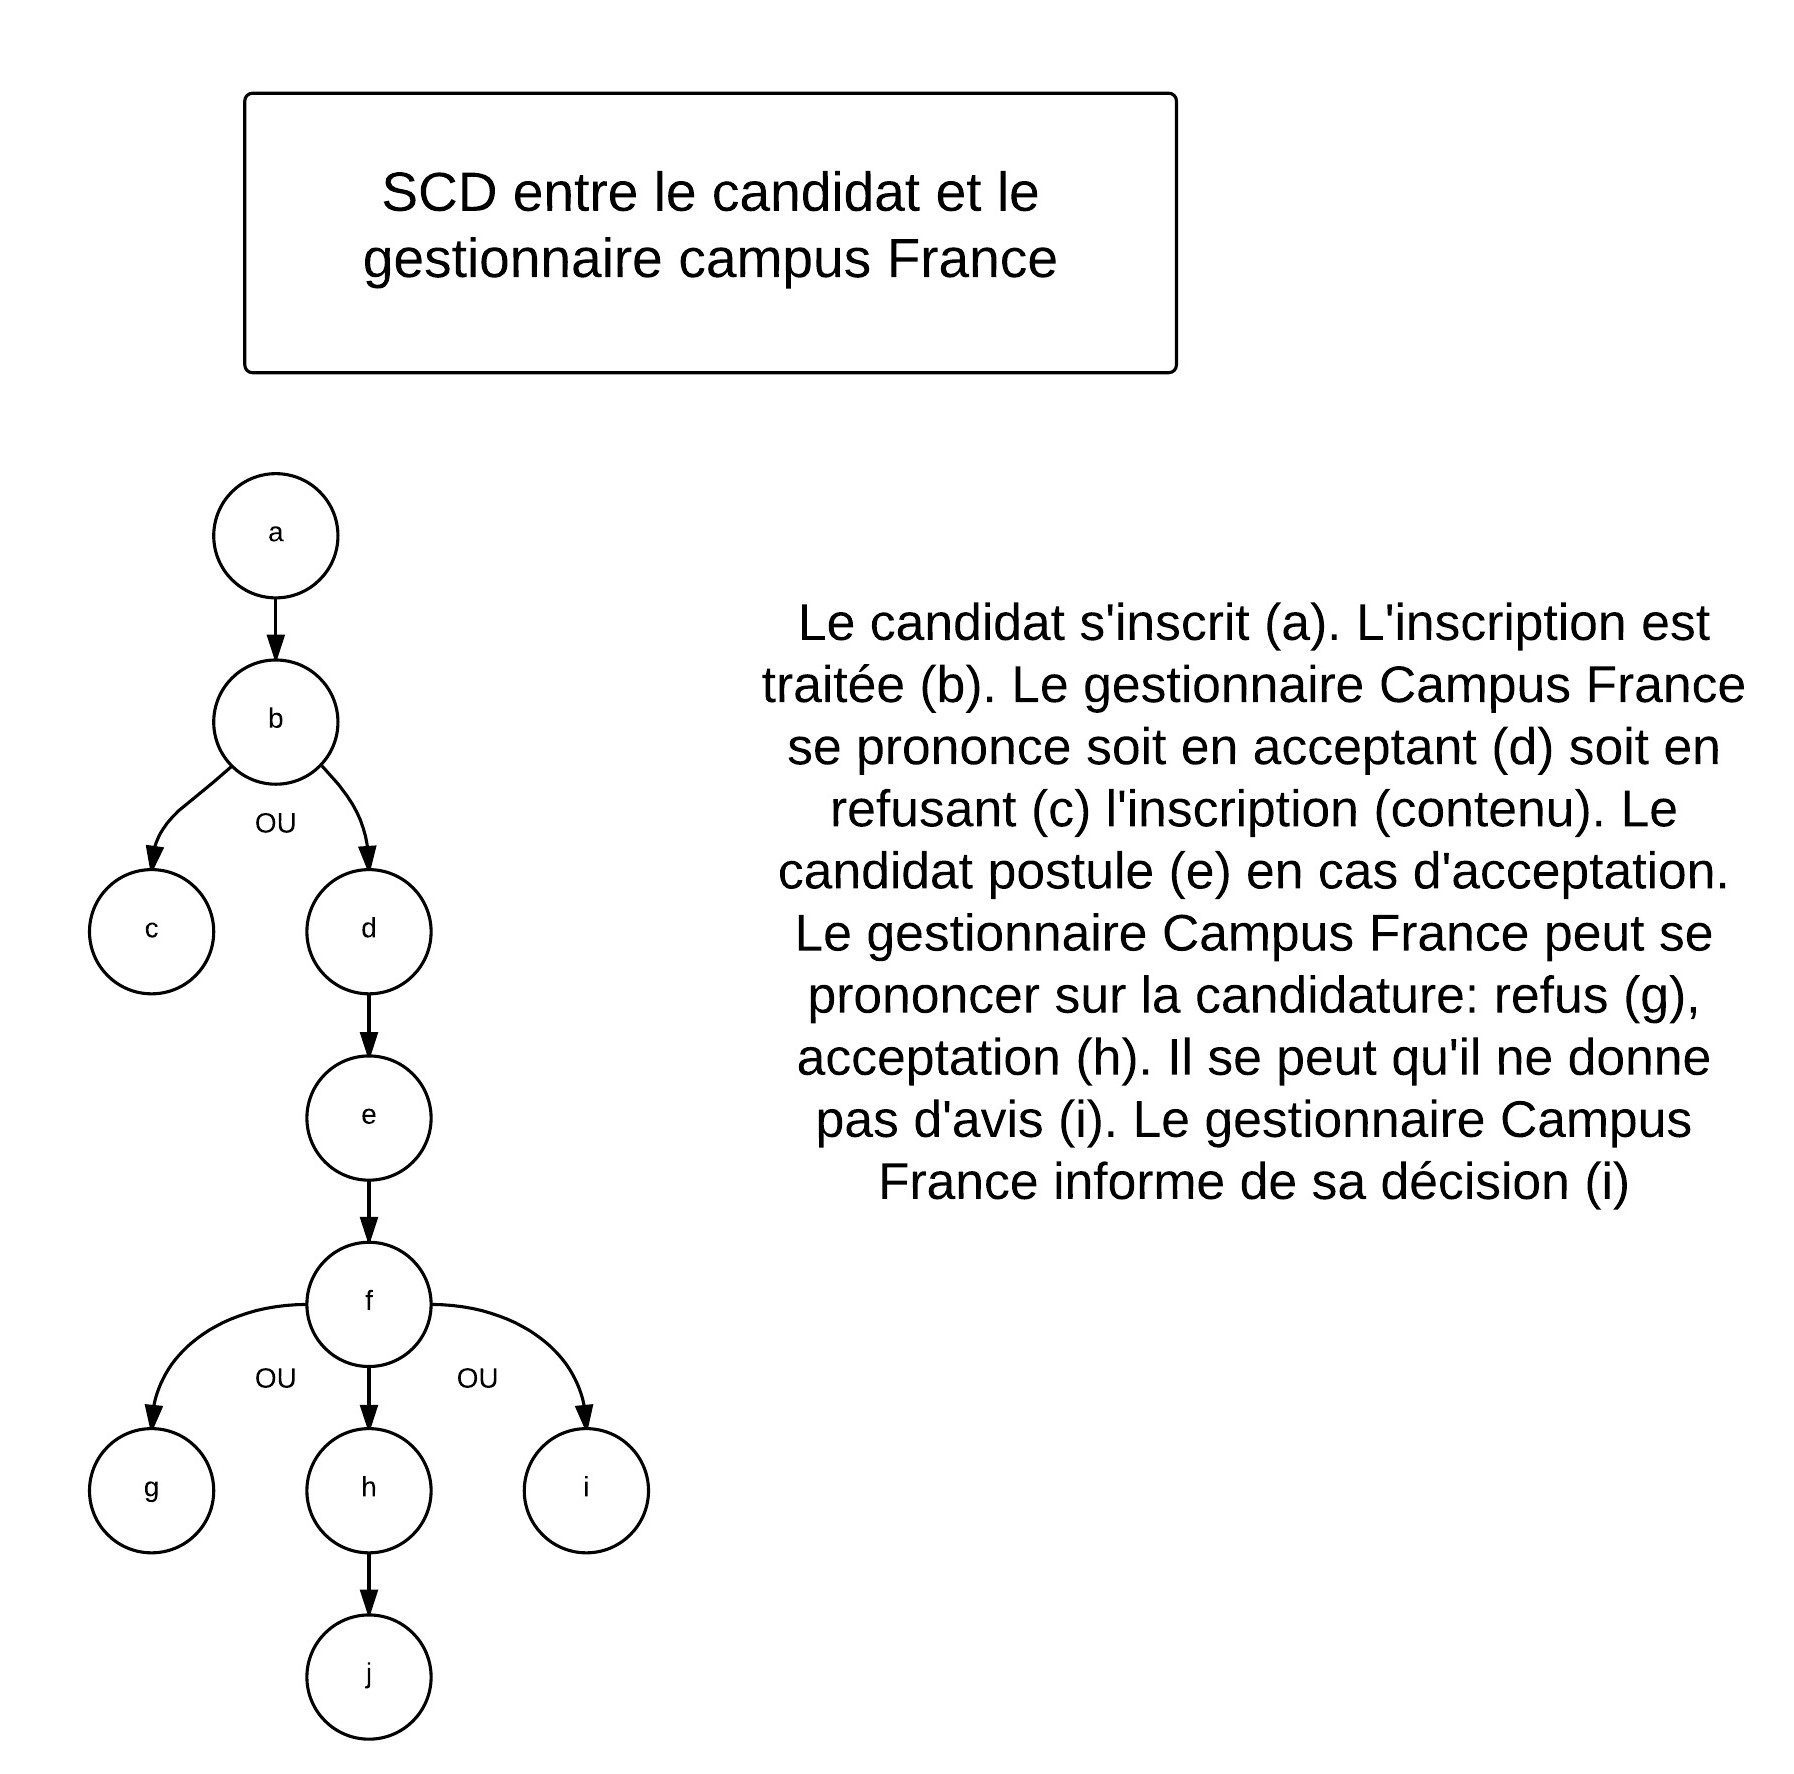 SCD entre le candidat et le
gestionnaire campus France
a
b
OU
c
d
e
f
OU
OU
g
h
i
j
Le candidat s'inscrit (a). L'inscription est
traitée (b). Le gestionnaire Campus France
se prononce soit en acceptant (d) soit en
refusant (c) l'inscription (contenu). Le
candidat postule (e) en cas d'acceptation.
Le gestionnaire Campus France peut se
prononcer sur la candidature: refus (g),
acceptation (h). Il se peut qu'il ne donne
pas d'avis (i). Le gestionnaire Campus
France informe de sa décision (i)